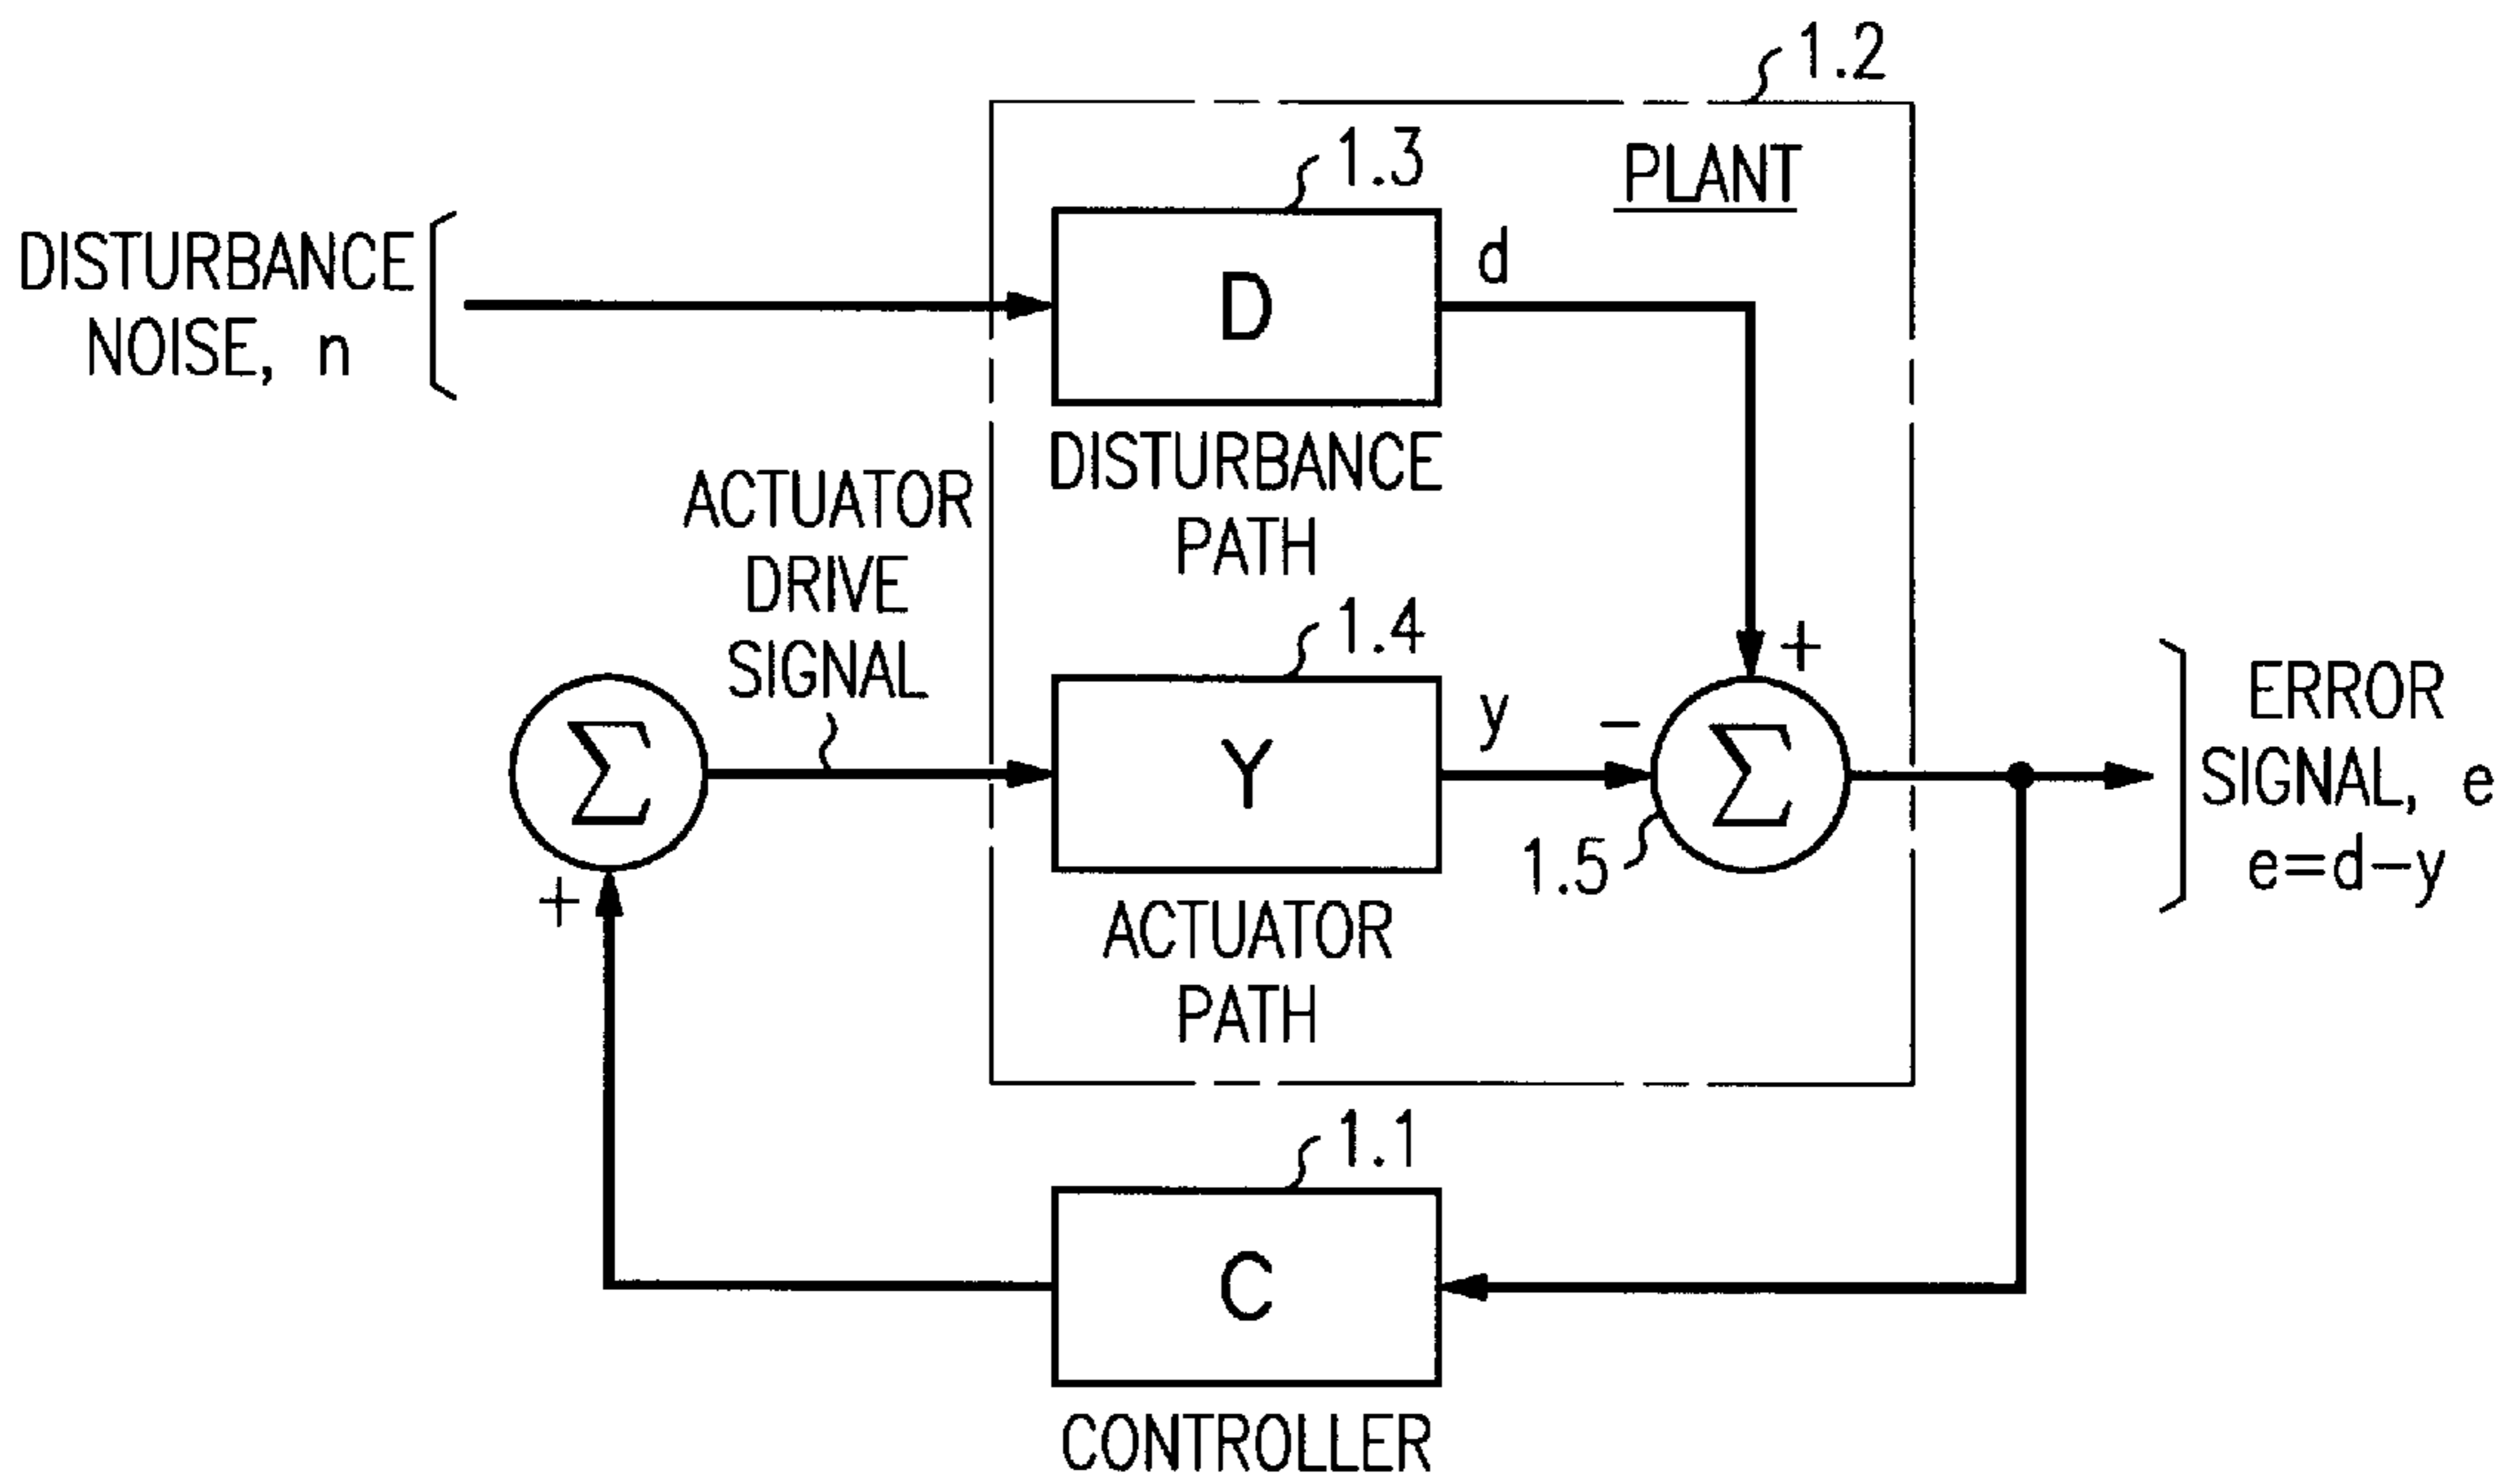 1.2
PLANT
1.3
DISTURBANCE
NOISE, n
D
d
DISTURBANCE
PATH
ACTUATOR
DRIVE
SIGNAL
1.4
+
Σ
Y
y
−
Σ
1.5
ERROR
SIGNAL, e
e=d−y
+
ACTUATOR
PATH
1.1
C
CONTROLLER